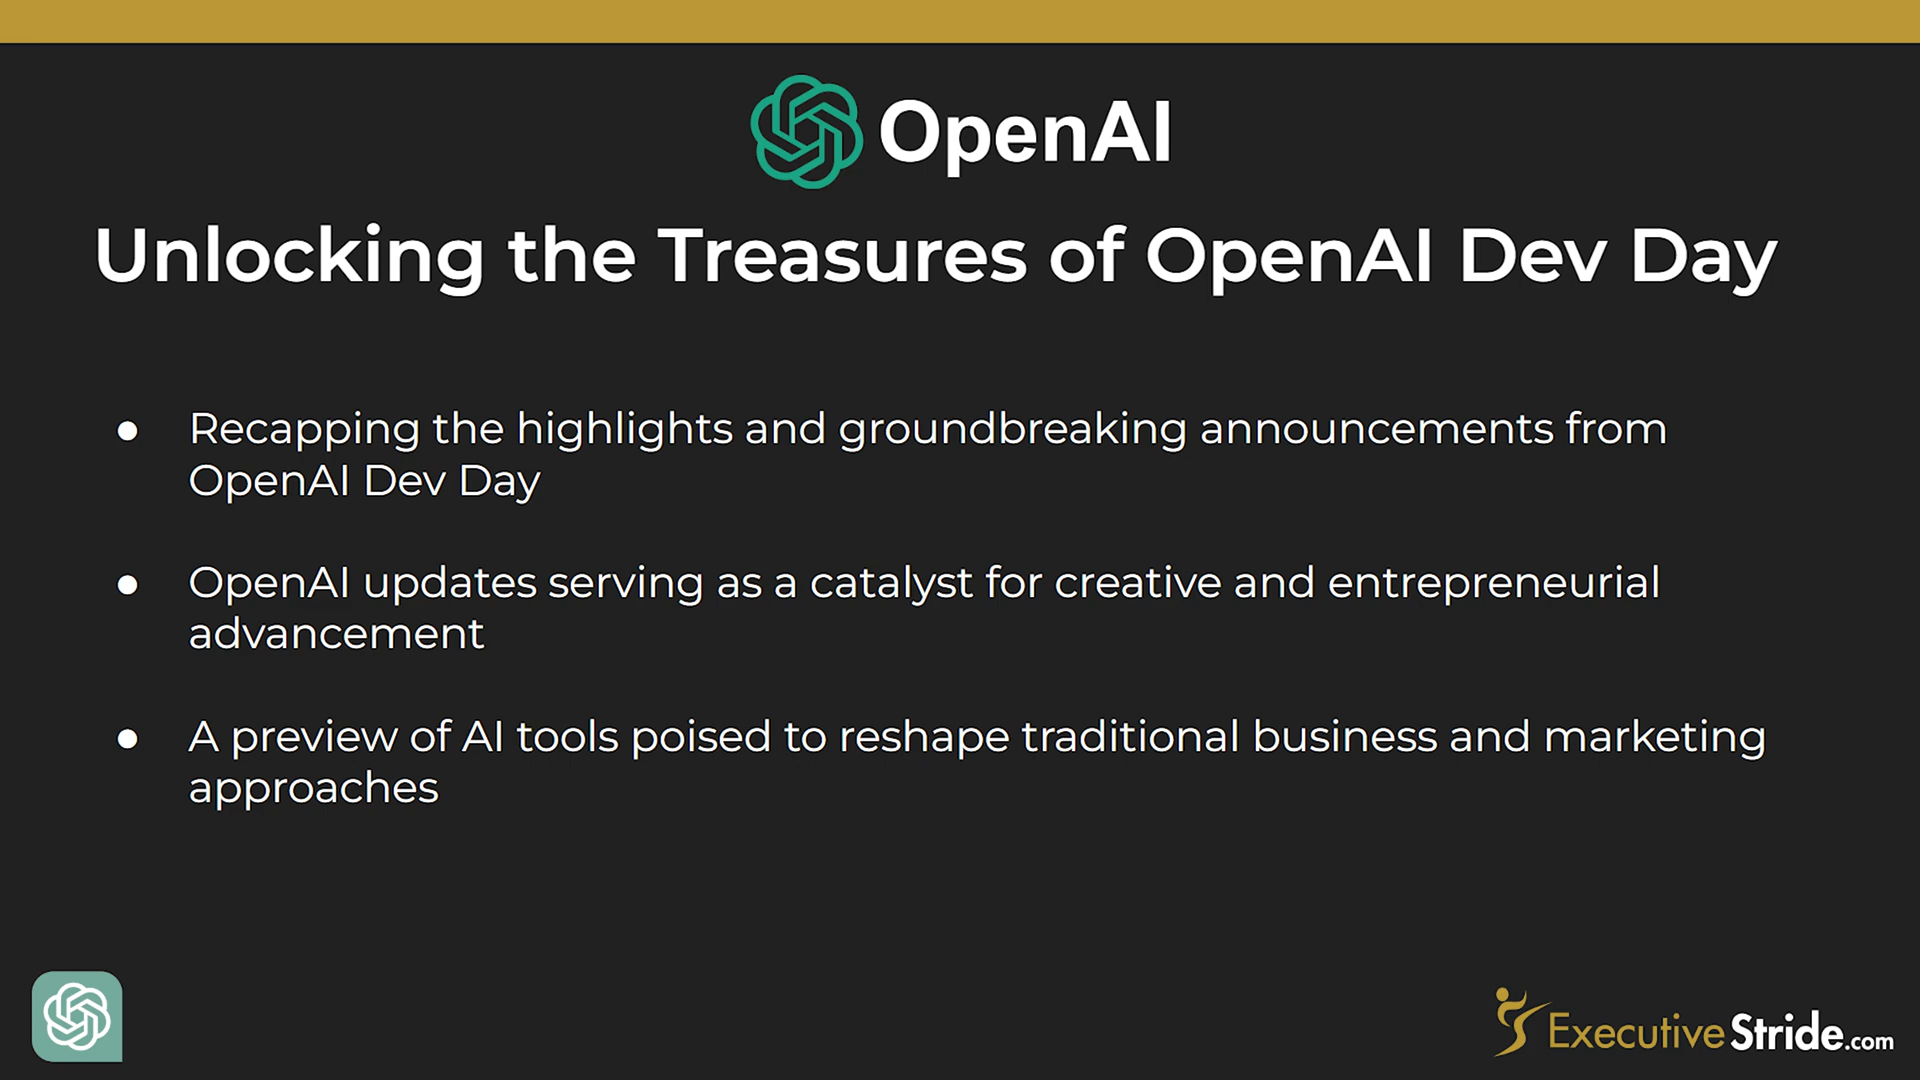 OpenAI
Unlocking the Treasures of OpenAI Dev Day
● Recapping the highlights and groundbreaking announcements from
OpenAI Dev Day
● OpenAI updates serving as a catalyst for creative and entrepreneurial
advancement
● A preview of AI tools poised to reshape traditional business and marketing
approaches
ExecutiveStride.com